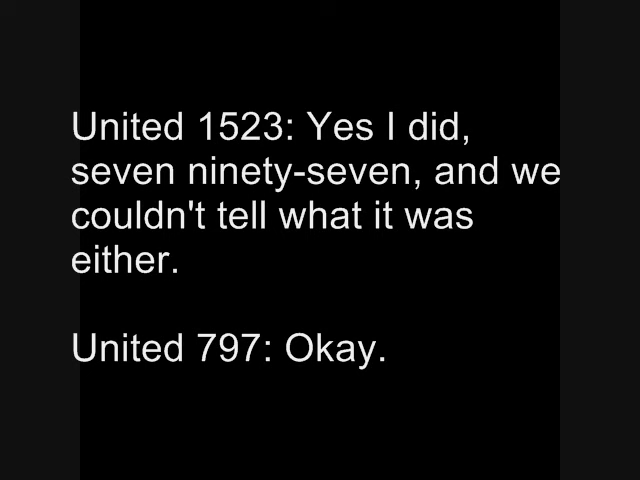 United 1523: Yes I did,
seven ninety-seven, and we
couldn't tell what it was
either.
United 797: Okay.